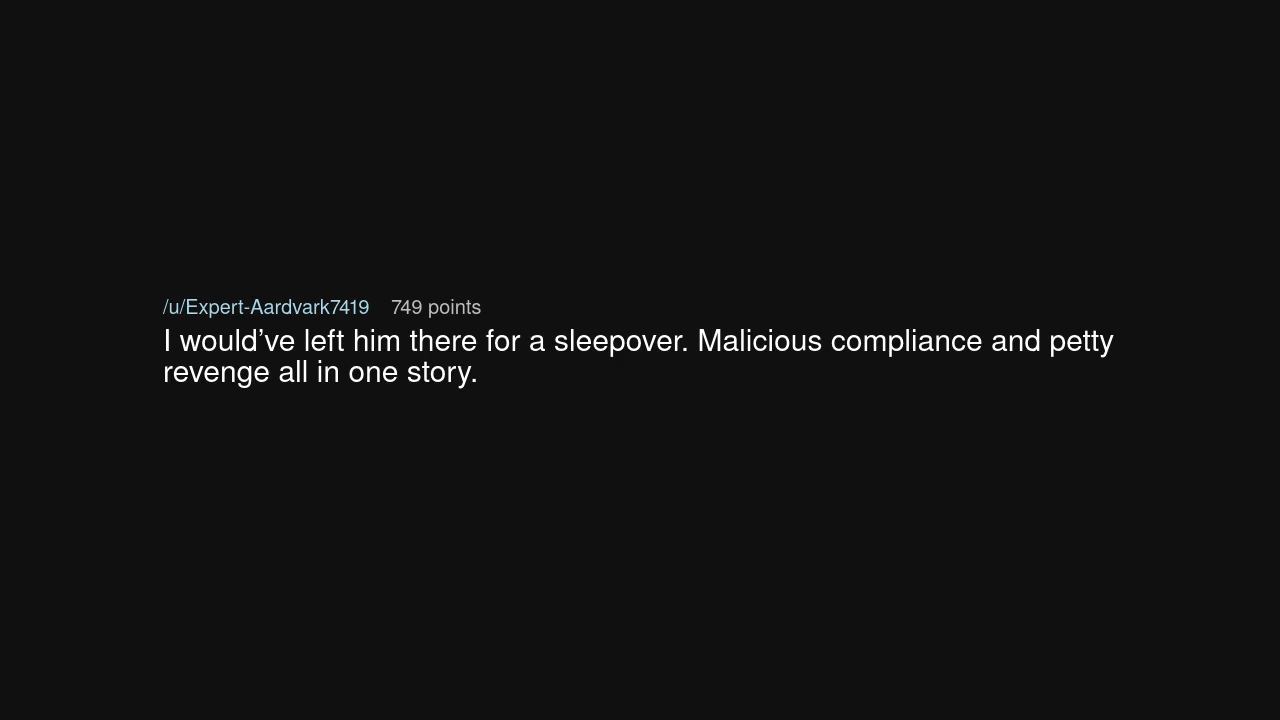 /u/Expert-Aardvark7419 749 points
I would’ve left him there for a sleepover. Malicious compliance and petty
revenge all in one story.